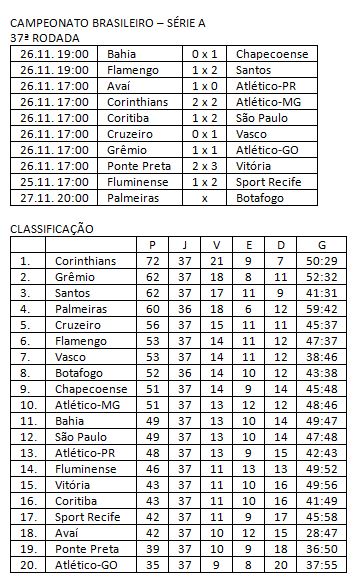 CAMPEONATO BRASILEIRO – SÉRIE A
37ª RODADA
26.11. 19:00 Bahia 0 x 1 Chapecoense
26.11. 19:00 Flamengo 1 x 2 Santos
26.11. 17:00 Avaí 1 x 0 Atlético-PR
26.11. 17:00 Corinthians 2 x 2 Atlético-MG
26.11. 17:00 Coritiba 1 x 2 São Paulo
26.11. 17:00 Cruzeiro 0 x 1 Vasco
26.11. 17:00 Grêmio 1 x 1 Atlético-GO
26.11. 17:00 Ponte Preta 2 x 3 Vitória
25.11. 17:00 Fluminense 1 x 2 Sport Recife
27.11. 20:00 Palmeiras x Botafogo
CLASSIFICAÇÃO
P J V E D G
1. Corinthians 72 37 21 9 7 50:29
2. Grêmio 62 37 18 8 11 52:32
3. Santos 62 37 17 11 9 41:31
4. Palmeiras 60 36 18 6 12 59:42
5. Cruzeiro 56 37 15 11 11 45:37
6. Flamengo 53 37 14 11 12 47:37
7. Vasco 53 37 14 11 12 38:46
8. Botafogo 52 36 14 10 12 43:38
9. Chapecoense 51 37 14 9 14 45:48
10. Atlético-MG 51 37 13 12 12 48:46
11. Bahia 49 37 13 10 14 49:47
12. São Paulo 49 37 13 10 14 47:48
13. Atlético-PR 48 37 13 9 15 42:43
14. Fluminense 46 37 11 13 13 49:52
15. Vitória 43 37 11 10 16 49:56
16. Coritiba 43 37 11 10 16 41:49
17. Sport Recife 42 37 11 9 17 45:58
18. Avaí 42 37 10 12 15 28:47
19. Ponte Preta 39 37 10 9 18 36:50
20. Atlético-GO 35 37 9 8 20 37:55